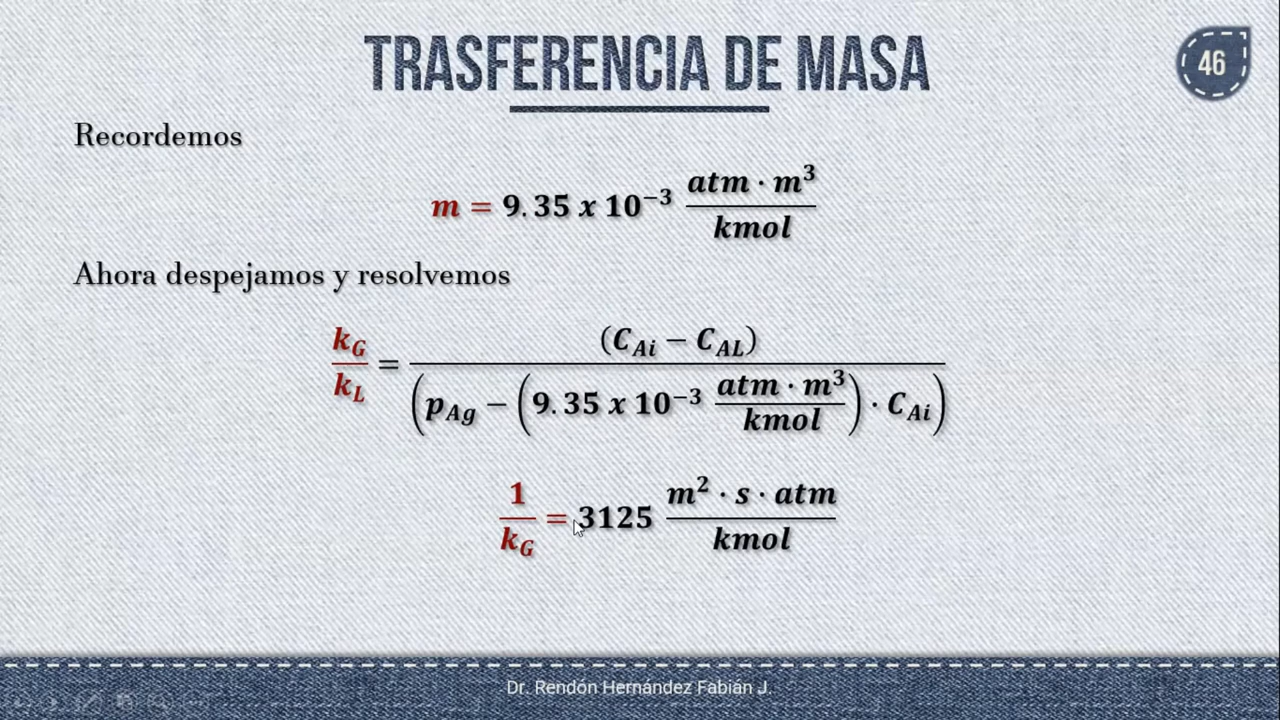 TRASFERENCIA DE MASA
46
Recordemos
m = 9.35 x 10⁻³ atm · m³ / kmol
Ahora despejamos y resolvemos
k_G / k_L = (C_Ai − C_AL) / (p_Ag − (9.35 x 10⁻³ atm · m³ / kmol) · C_Ai)
1 / k_G = 3125 m² · s · atm / kmol
Dr. Rendón Hernández Fabián J.